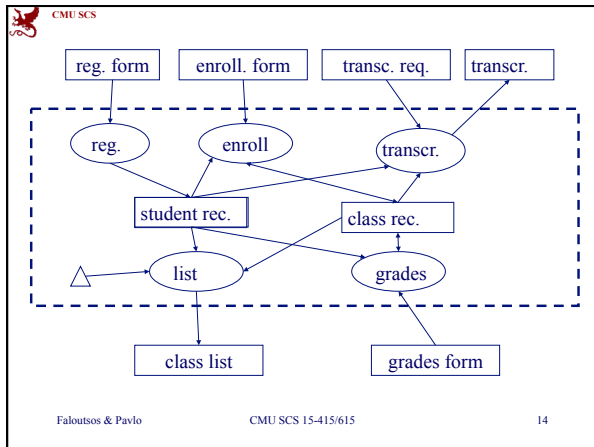 CMU SCS
reg. form
enroll. form
transc. req.
transcr.
reg.
enroll
transcr.
student rec.
class rec.
list
grades
class list
grades form
Faloutsos & Pavlo
CMU SCS 15-415/615
14